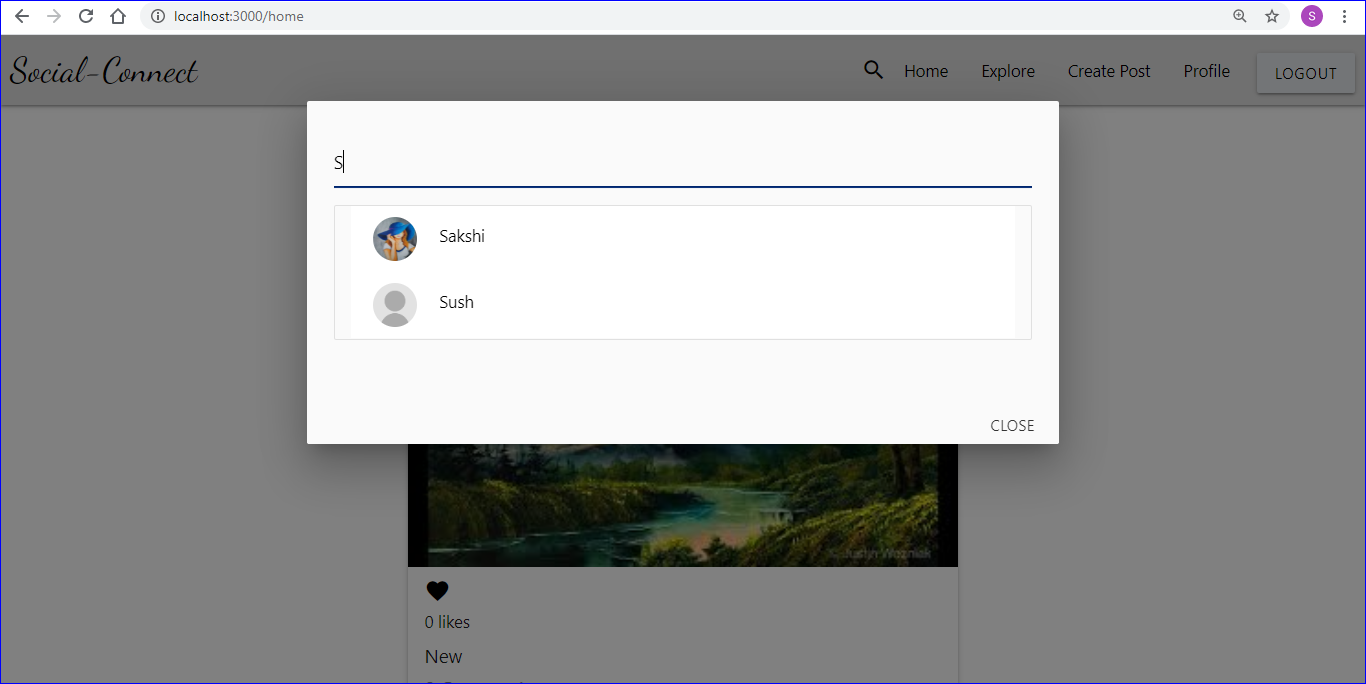 localhost:3000/home
S
Social-Connect
Home Explore Create Post Profile LOGOUT
S
Sakshi
Sush
CLOSE
© Justin Wozniak
0 likes
New